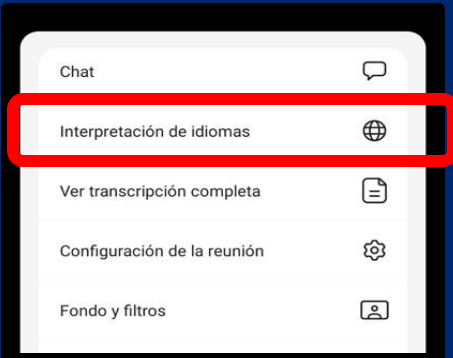 Chat
Interpretación de idiomas
Ver transcripción completa
Configuración de la reunión
Fondo y filtros